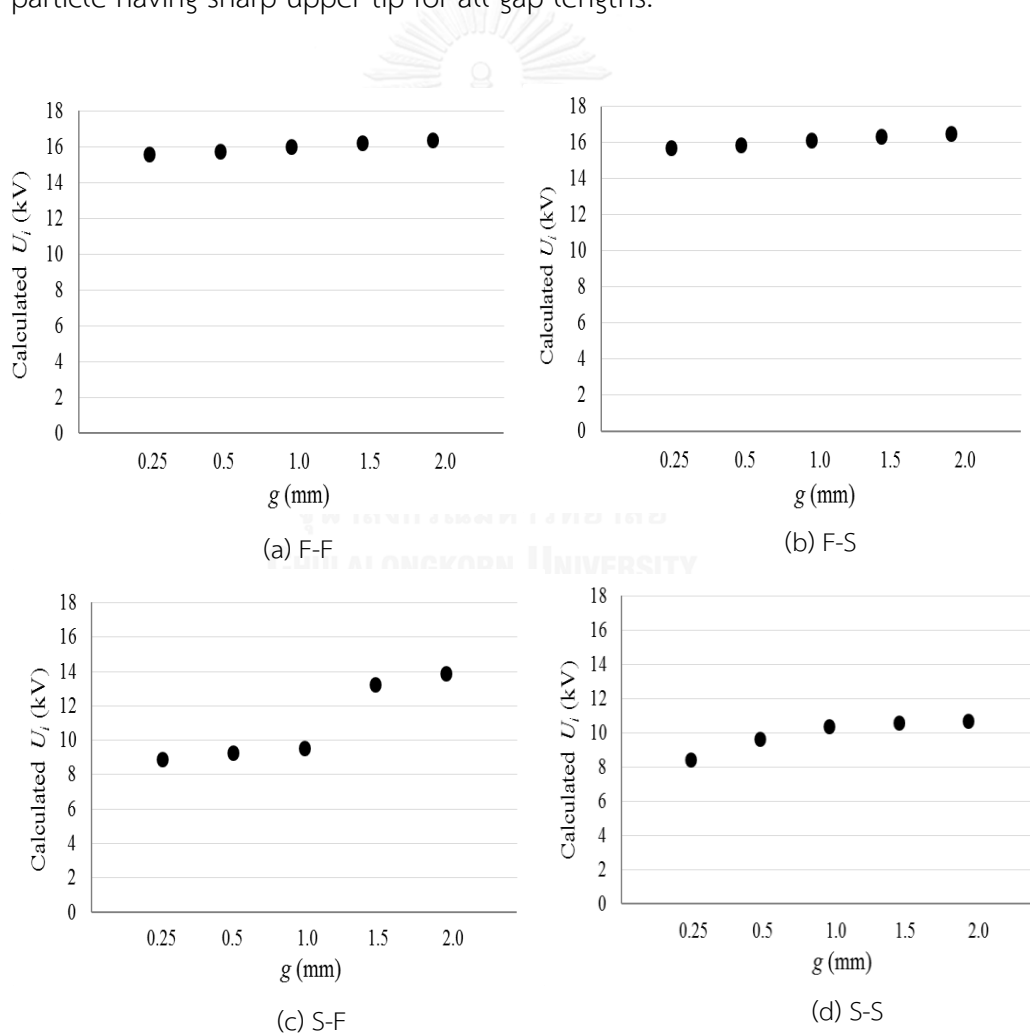 particle having sharp upper tip for all gap lengths.
Calculated U_i (kV)
18
16
14
12
10
8
6
4
2
0
0.25 0.5 1.0 1.5 2.0
g (mm)
(a) F-F
Calculated U_i (kV)
18
16
14
12
10
8
6
4
2
0
0.25 0.5 1.0 1.5 2.0
g (mm)
(b) F-S
CHULALONGKORN UNIVERSITY
Calculated U_i (kV)
18
16
14
12
10
8
6
4
2
0
0.25 0.5 1.0 1.5 2.0
g (mm)
(c) S-F
Calculated U_i (kV)
18
16
14
12
10
8
6
4
2
0
0.25 0.5 1.0 1.5 2.0
g (mm)
(d) S-S